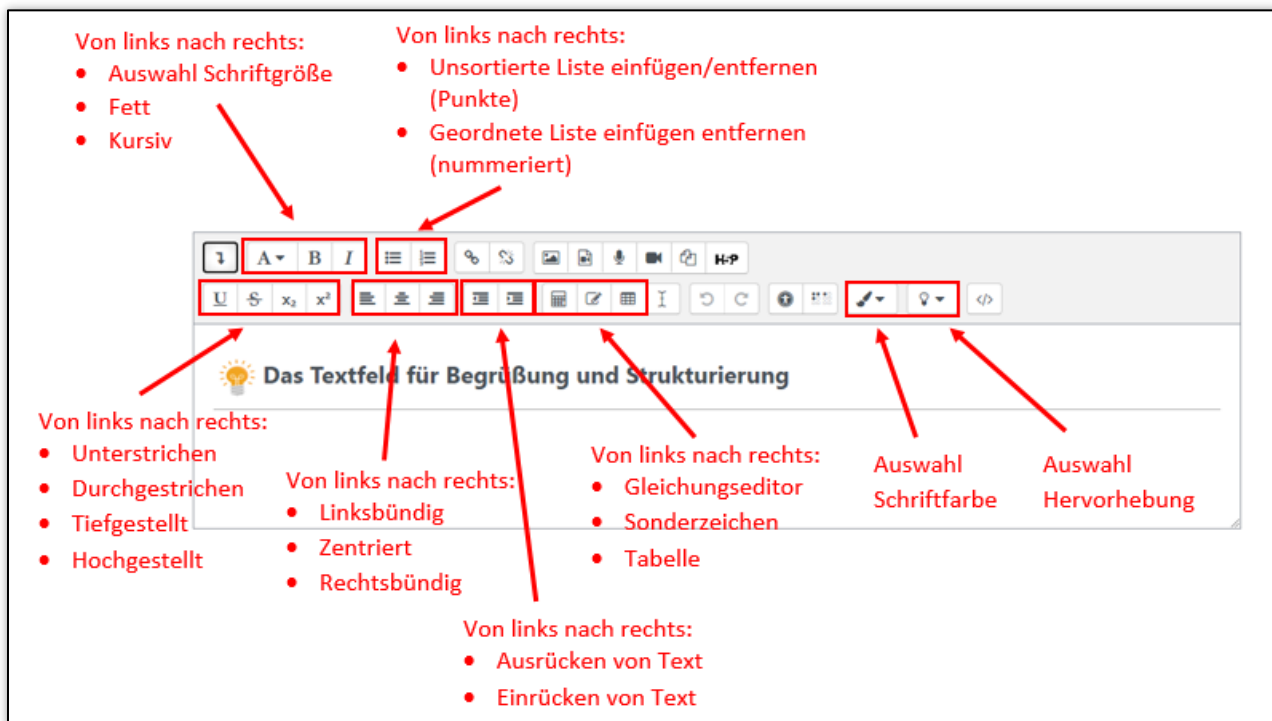 Von links nach rechts:
• Auswahl Schriftgröße
• Fett
• Kursiv
Von links nach rechts:
• Unsortierte Liste einfügen/entfernen
(Punkte)
• Geordnete Liste einfügen entfernen
(nummeriert)
A B I H-P
U S x₂ x² </>
Das Textfeld für Begrüßung und Strukturierung
Von links nach rechts:
• Unterstrichen
• Durchgestrichen
• Tiefgestellt
• Hochgestellt
Von links nach rechts:
• Linksbündig
• Zentriert
• Rechtsbündig
Von links nach rechts:
• Gleichungseditor
• Sonderzeichen
• Tabelle
Auswahl
Schriftfarbe
Auswahl
Hervorhebung
Von links nach rechts:
• Ausrücken von Text
• Einrücken von Text